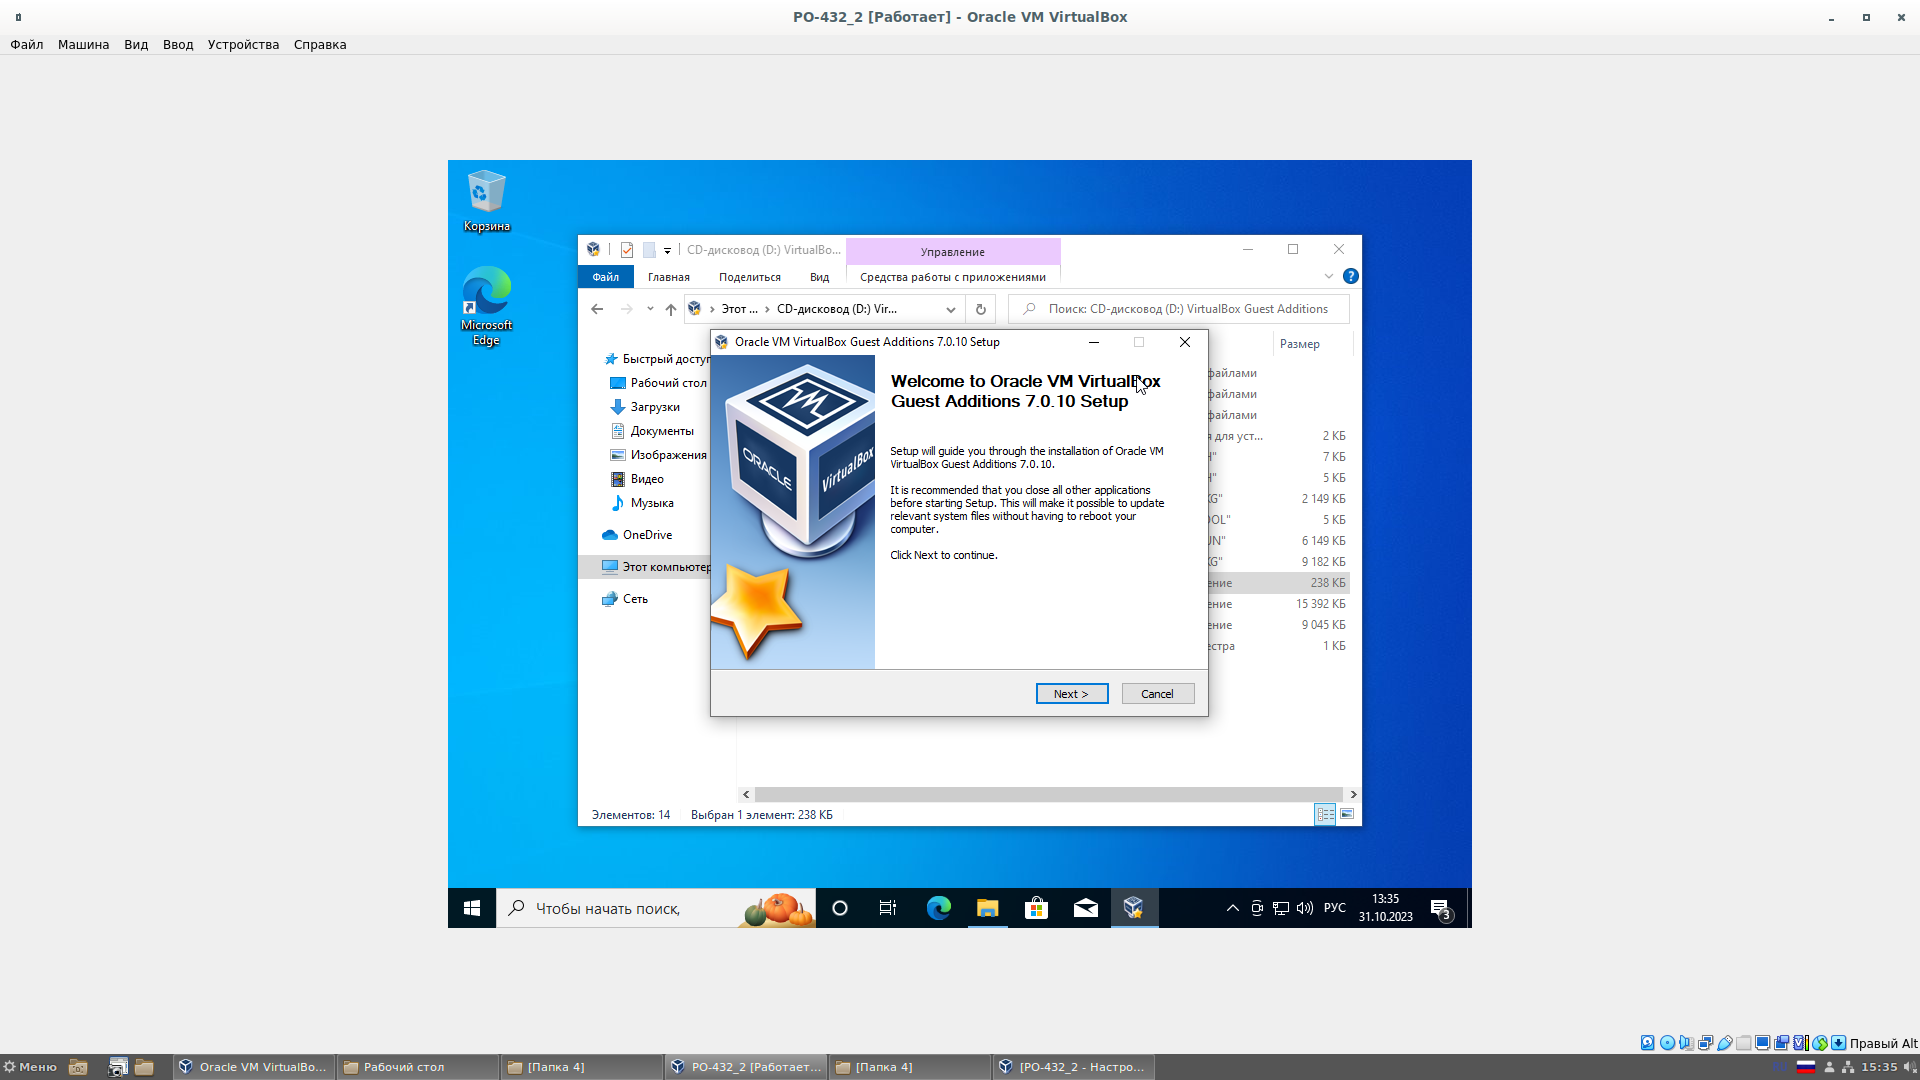 PO-432_2 [Работает] - Oracle VM VirtualBox
Файл Машина Вид Ввод Устройства Справка
Корзина
Microsoft
Edge
CD-дисковод (D:) VirtualBo...
Управление
Файл Главная Поделиться Вид Средства работы с приложениями
Этот ... CD-дисковод (D:) Vir...
Поиск: CD-дисковод (D:) VirtualBox Guest Additions
Размер
Быстрый доступ
Рабочий стол
Загрузки
Документы
Изображения
Видео
Музыка
OneDrive
Этот компьютер
Сеть
Oracle VM VirtualBox Guest Additions 7.0.10 Setup
ORACLE
VirtualBox
Welcome to Oracle VM VirtualBox
Guest Additions 7.0.10 Setup
Setup will guide you through the installation of Oracle VM
VirtualBox Guest Additions 7.0.10.
It is recommended that you close all other applications
before starting Setup. This will make it possible to update
relevant system files without having to reboot your
computer.
Click Next to continue.
Next > Cancel
файлами
файлами
файлами
я для уст... 2 КБ
H" 7 КБ
H" 5 КБ
KG" 2 149 КБ
OOL" 5 КБ
UN" 6 149 КБ
KG" 9 182 КБ
ение 238 КБ
ение 15 392 КБ
ение 9 045 КБ
естра 1 КБ
Элементов: 14 Выбран 1 элемент: 238 КБ
Чтобы начать поиск,
РУС
13:35
31.10.2023
3
Правый Alt
Меню
Oracle VM VirtualBo...
Рабочий стол
[Папка 4]
PO-432_2 [Работает...
[Папка 4]
[PO-432_2 - Настро...
15:35